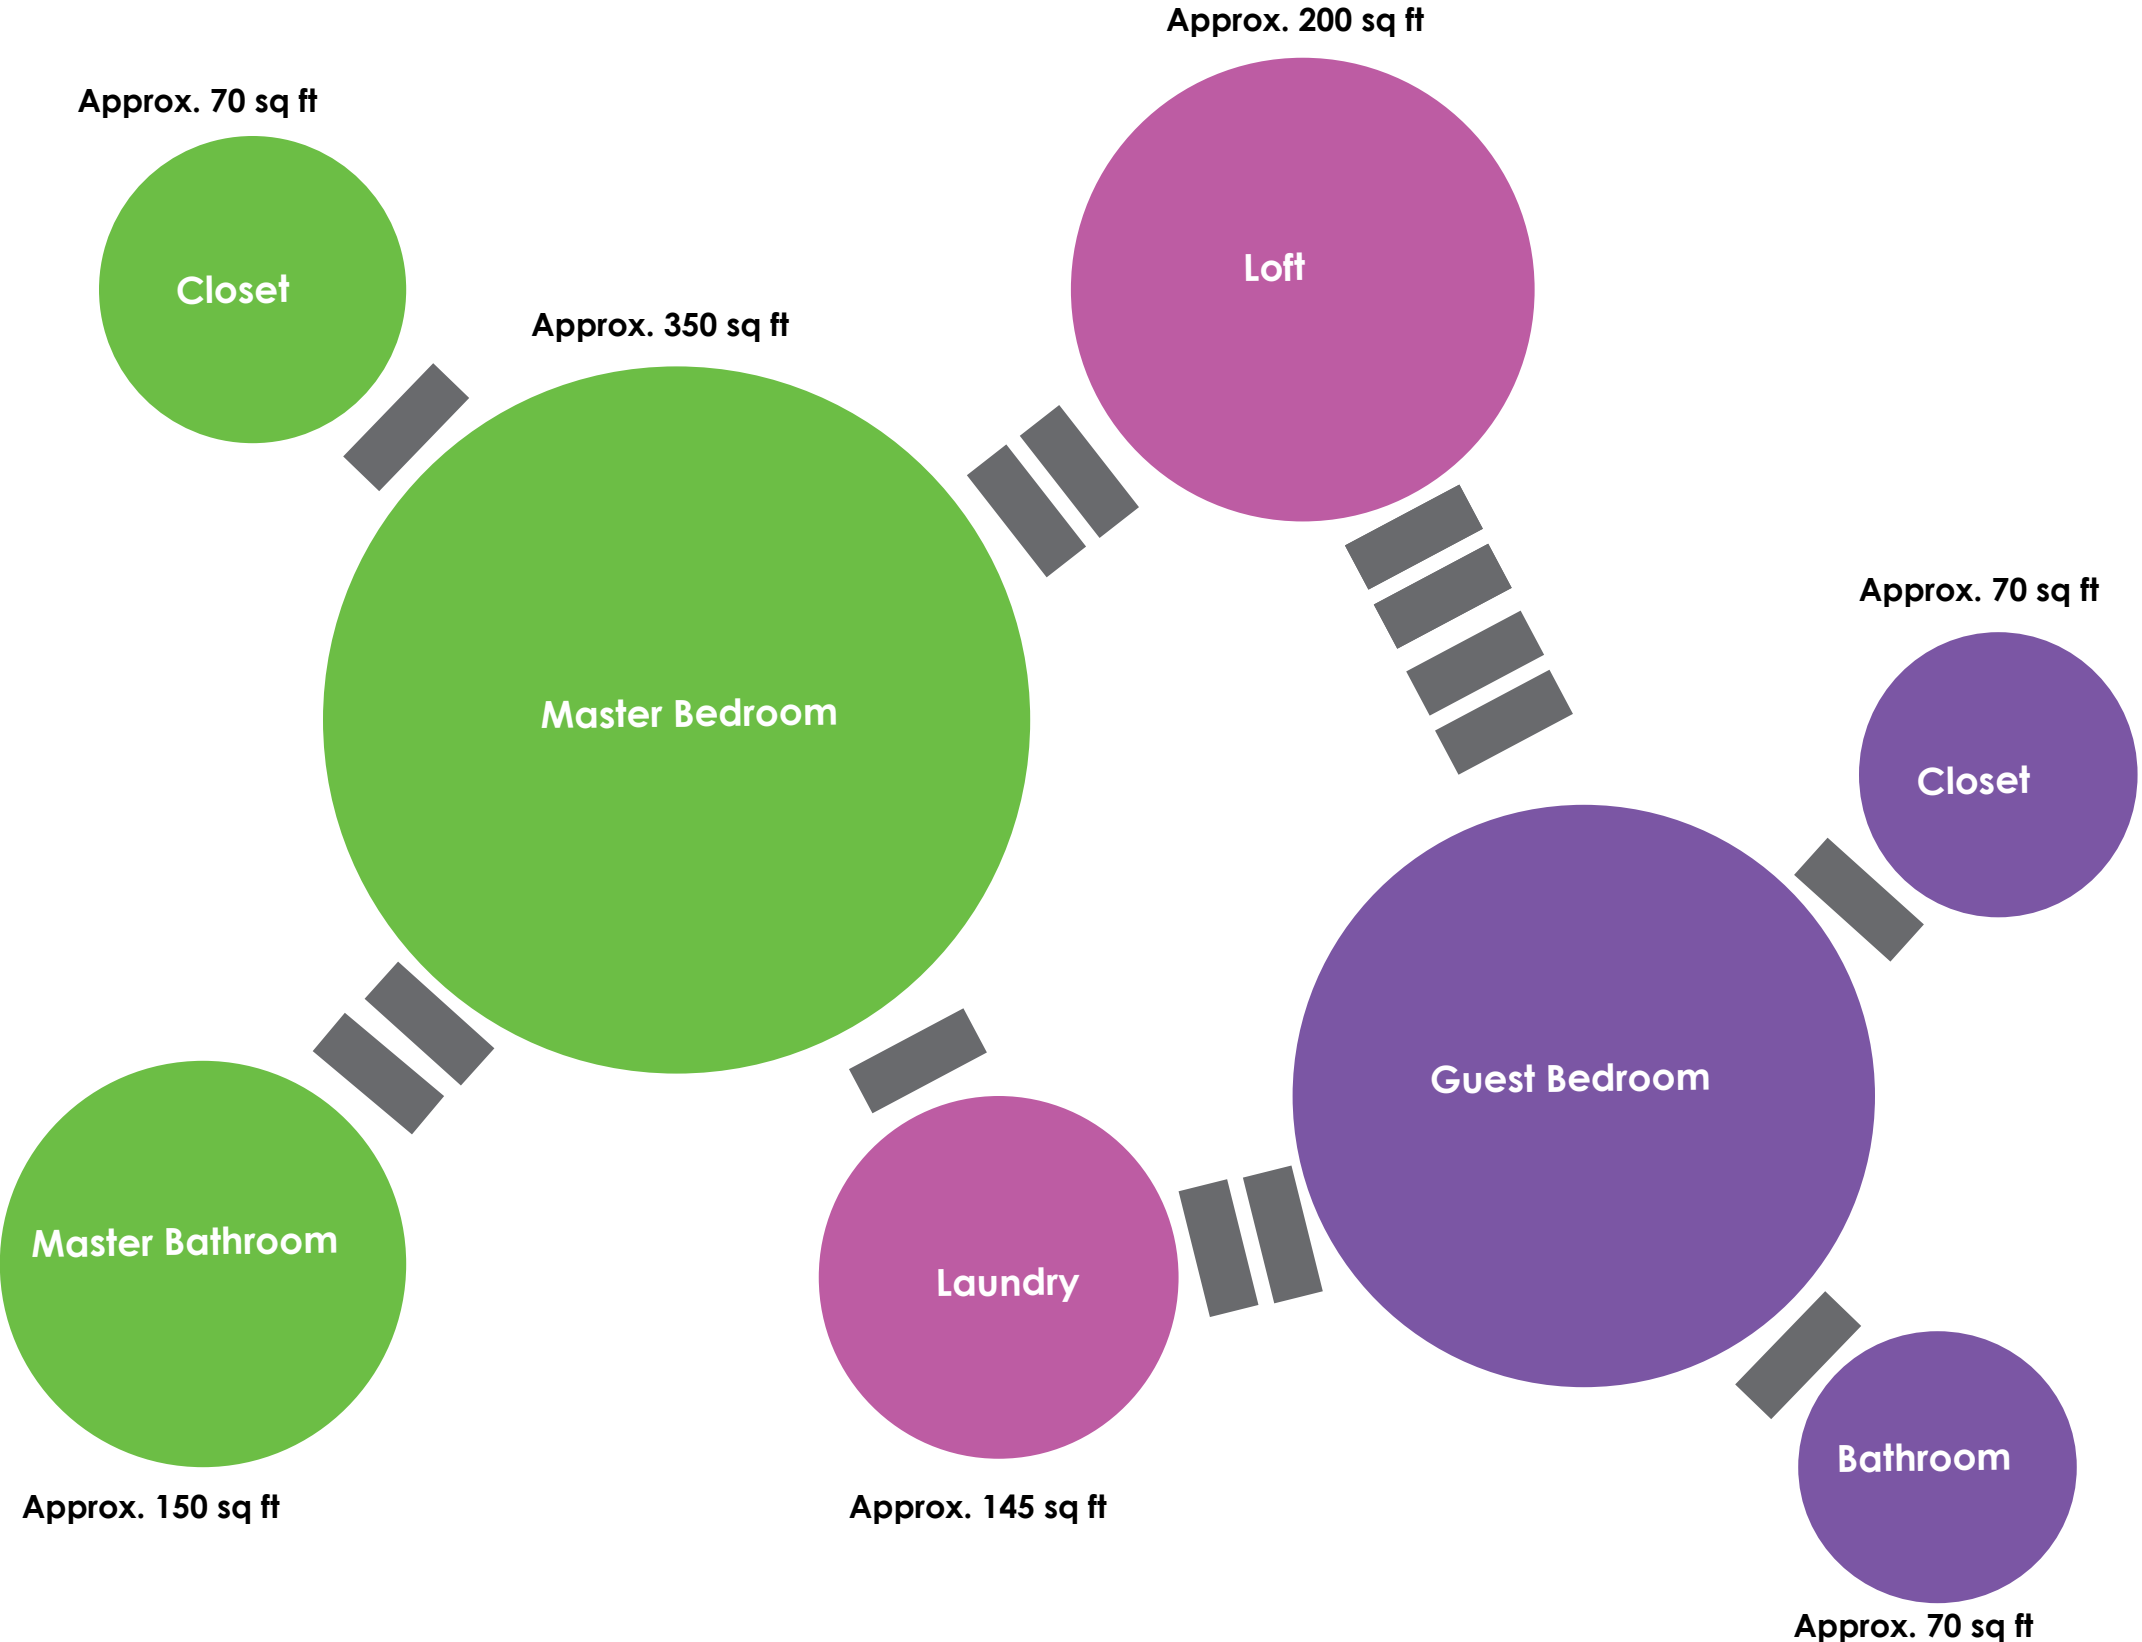 Approx. 200 sq ft
Approx. 70 sq ft
Loft
Closet
Approx. 350 sq ft
Approx. 70 sq ft
Master Bedroom
Closet
Guest Bedroom
Master Bathroom
Laundry
Bathroom
Approx. 150 sq ft
Approx. 145 sq ft
Approx. 70 sq ft